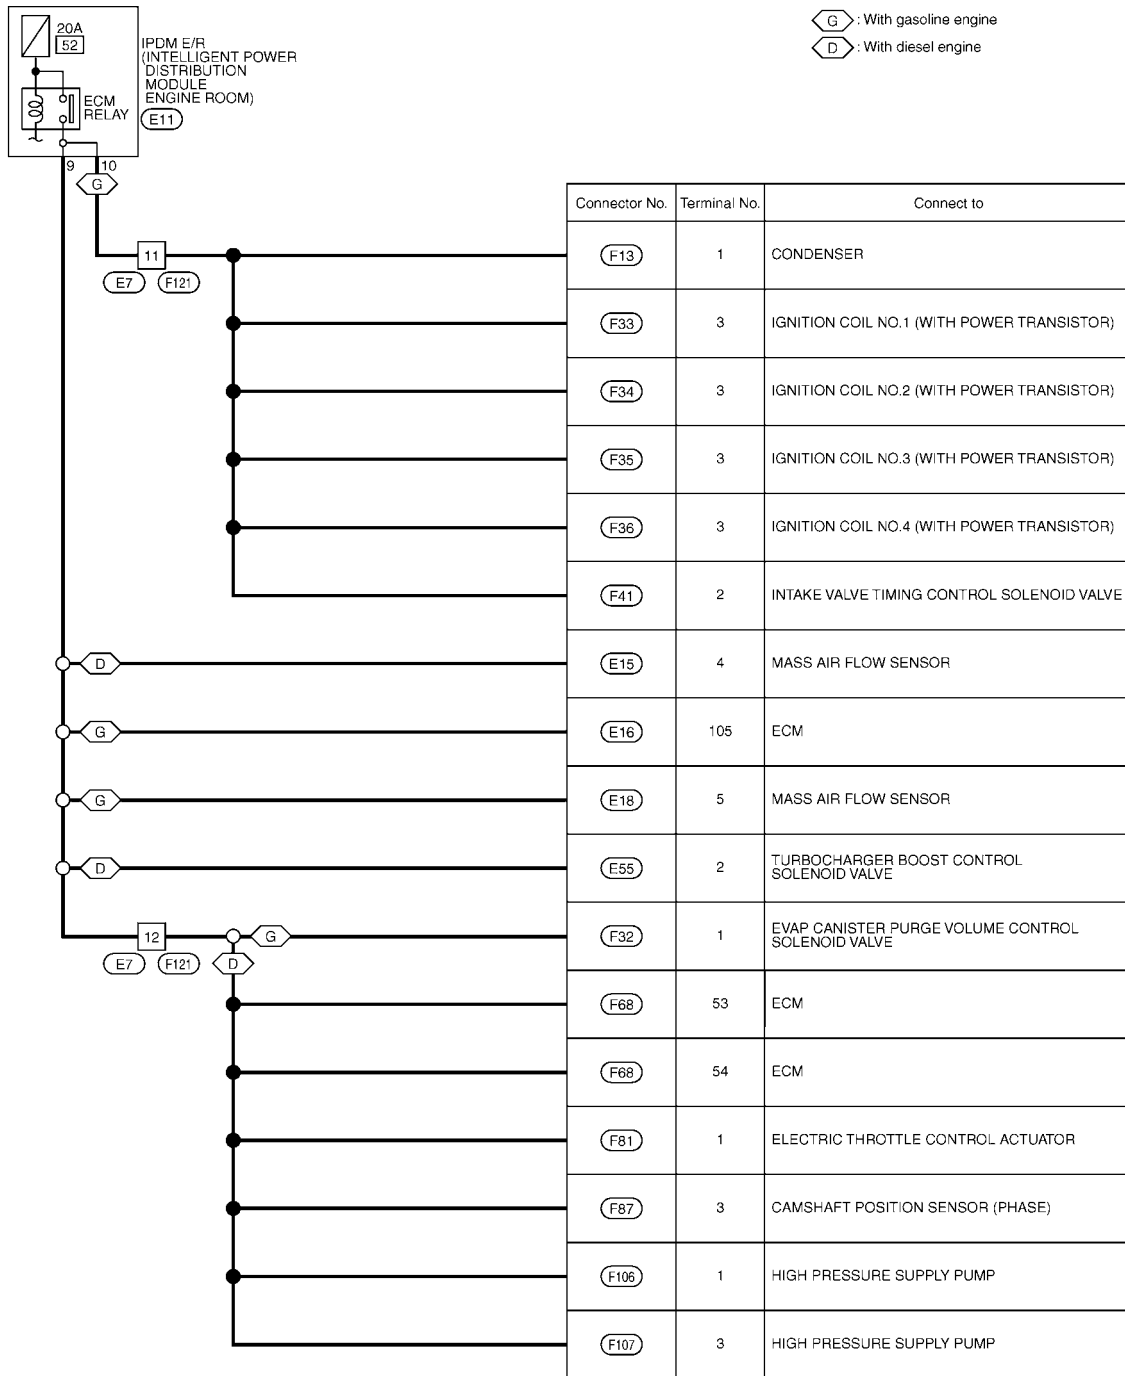 20A
52
IPDM E/R
(INTELLIGENT POWER
DISTRIBUTION
MODULE
ENGINE ROOM)
E11
ECM
RELAY
G : With gasoline engine
D : With diesel engine
9 10
G
Connector No. Terminal No. Connect to
11
E7 F121
F13 1 CONDENSER
F33 3 IGNITION COIL NO.1 (WITH POWER TRANSISTOR)
F34 3 IGNITION COIL NO.2 (WITH POWER TRANSISTOR)
F35 3 IGNITION COIL NO.3 (WITH POWER TRANSISTOR)
F36 3 IGNITION COIL NO.4 (WITH POWER TRANSISTOR)
F41 2 INTAKE VALVE TIMING CONTROL SOLENOID VALVE
D E15 4 MASS AIR FLOW SENSOR
G E16 105 ECM
G E18 5 MASS AIR FLOW SENSOR
D E55 2 TURBOCHARGER BOOST CONTROL
SOLENOID VALVE
12 G F32 1 EVAP CANISTER PURGE VOLUME CONTROL
SOLENOID VALVE
E7 F121 D
F68 53 ECM
F68 54 ECM
F81 1 ELECTRIC THROTTLE CONTROL ACTUATOR
F87 3 CAMSHAFT POSITION SENSOR (PHASE)
F106 1 HIGH PRESSURE SUPPLY PUMP
F107 3 HIGH PRESSURE SUPPLY PUMP